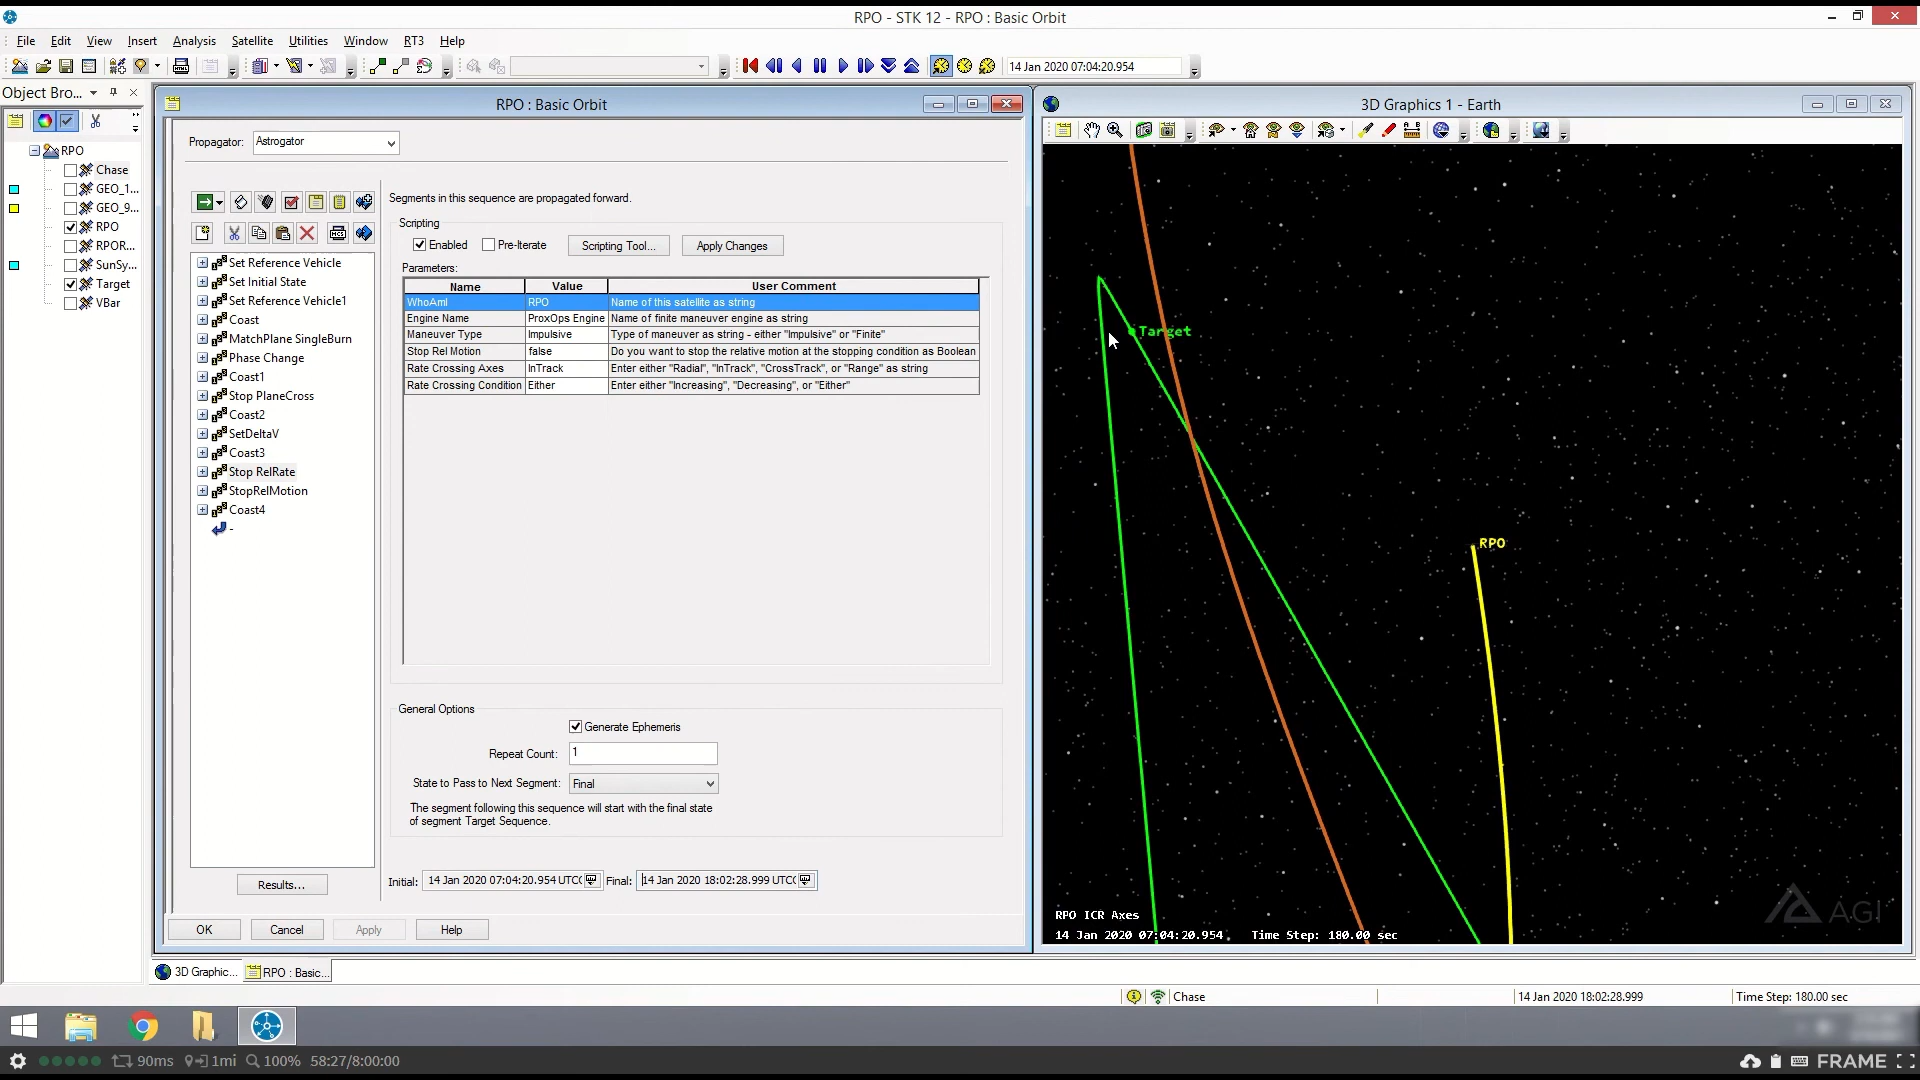 RPO - STK 12 - RPO : Basic Orbit
File Edit View Insert Analysis Satellite Utilities Window RT3 Help
14 Jan 2020 07:04:20.954
Object Bro...
RPO
Chase
GEO_1...
GEO_9...
RPO
RPOR...
SunSy...
Target
VBar
RPO : Basic Orbit
Propagator: Astrogator
Set Reference Vehicle
Set Initial State
Set Reference Vehicle1
Coast
MatchPlane SingleBurn
Phase Change
Coast1
Stop PlaneCross
Coast2
SetDeltaV
Coast3
Stop RelRate
StopRelMotion
Coast4
-
Results...
Segments in this sequence are propagated forward.
Scripting
Enabled Pre-Iterate Scripting Tool... Apply Changes
Parameters:
Name Value User Comment
WhoAmI RPO Name of this satellite as string
Engine Name ProxOps Engine Name of finite maneuver engine as string
Maneuver Type Impulsive Type of maneuver as string - either "Impulsive" or "Finite"
Stop Rel Motion false Do you want to stop the relative motion at the stopping condition as Boolean
Rate Crossing Axes InTrack Enter either "Radial", "InTrack", "CrossTrack", or "Range" as string
Rate Crossing Condition Either Enter either "Increasing", "Decreasing", or "Either"
General Options
Generate Ephemeris
Repeat Count: 1
State to Pass to Next Segment: Final
The segment following this sequence will start with the final state
of segment Target Sequence.
Initial: 14 Jan 2020 07:04:20.954 UTC Final: 14 Jan 2020 18:02:28.999 UTC
OK Cancel Apply Help
3D Graphics 1 - Earth
Target
RPO
AGI
RPO ICR Axes
14 Jan 2020 07:04:20.954 Time Step: 180.00 sec
3D Graphic... RPO : Basic...
Chase 14 Jan 2020 18:02:28.999 Time Step: 180.00 sec
90ms 1mi 100% 58:27/8:00:00 FRAME